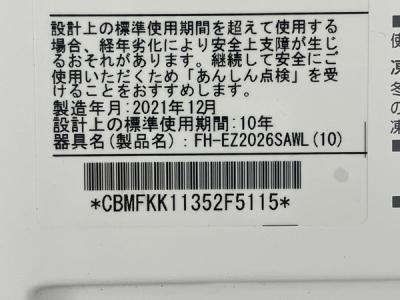 設計上の標準使用期間を超えて使用する
場合、経年劣化により安全上支障が生じ
るおそれがあります。継続して安全にご
使用いただくため「あんしん点検」を受
けることをおすすめします。
製造年月:2021年12月
設計上の標準使用期間:10年
器具名(製品名):FH-EZ2026SAWL(10)
*CBMFKK11352F5115*
使
凍
冬
の
凍